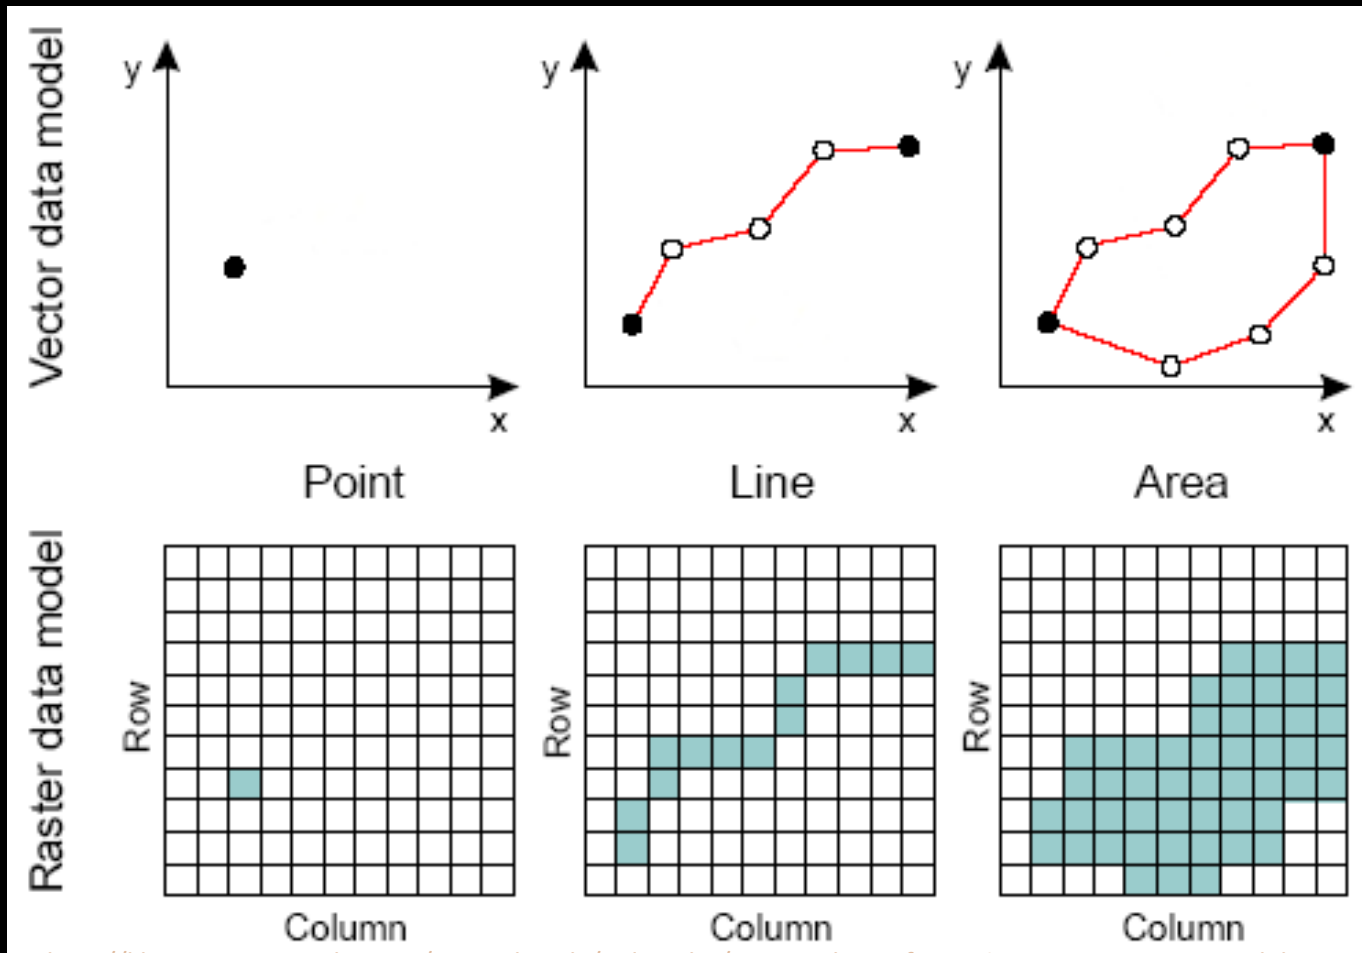 Vector data model
y
x
y
x
y
x
Point
Line
Area
Raster data model
Row
Column
Row
Column
Row
Column